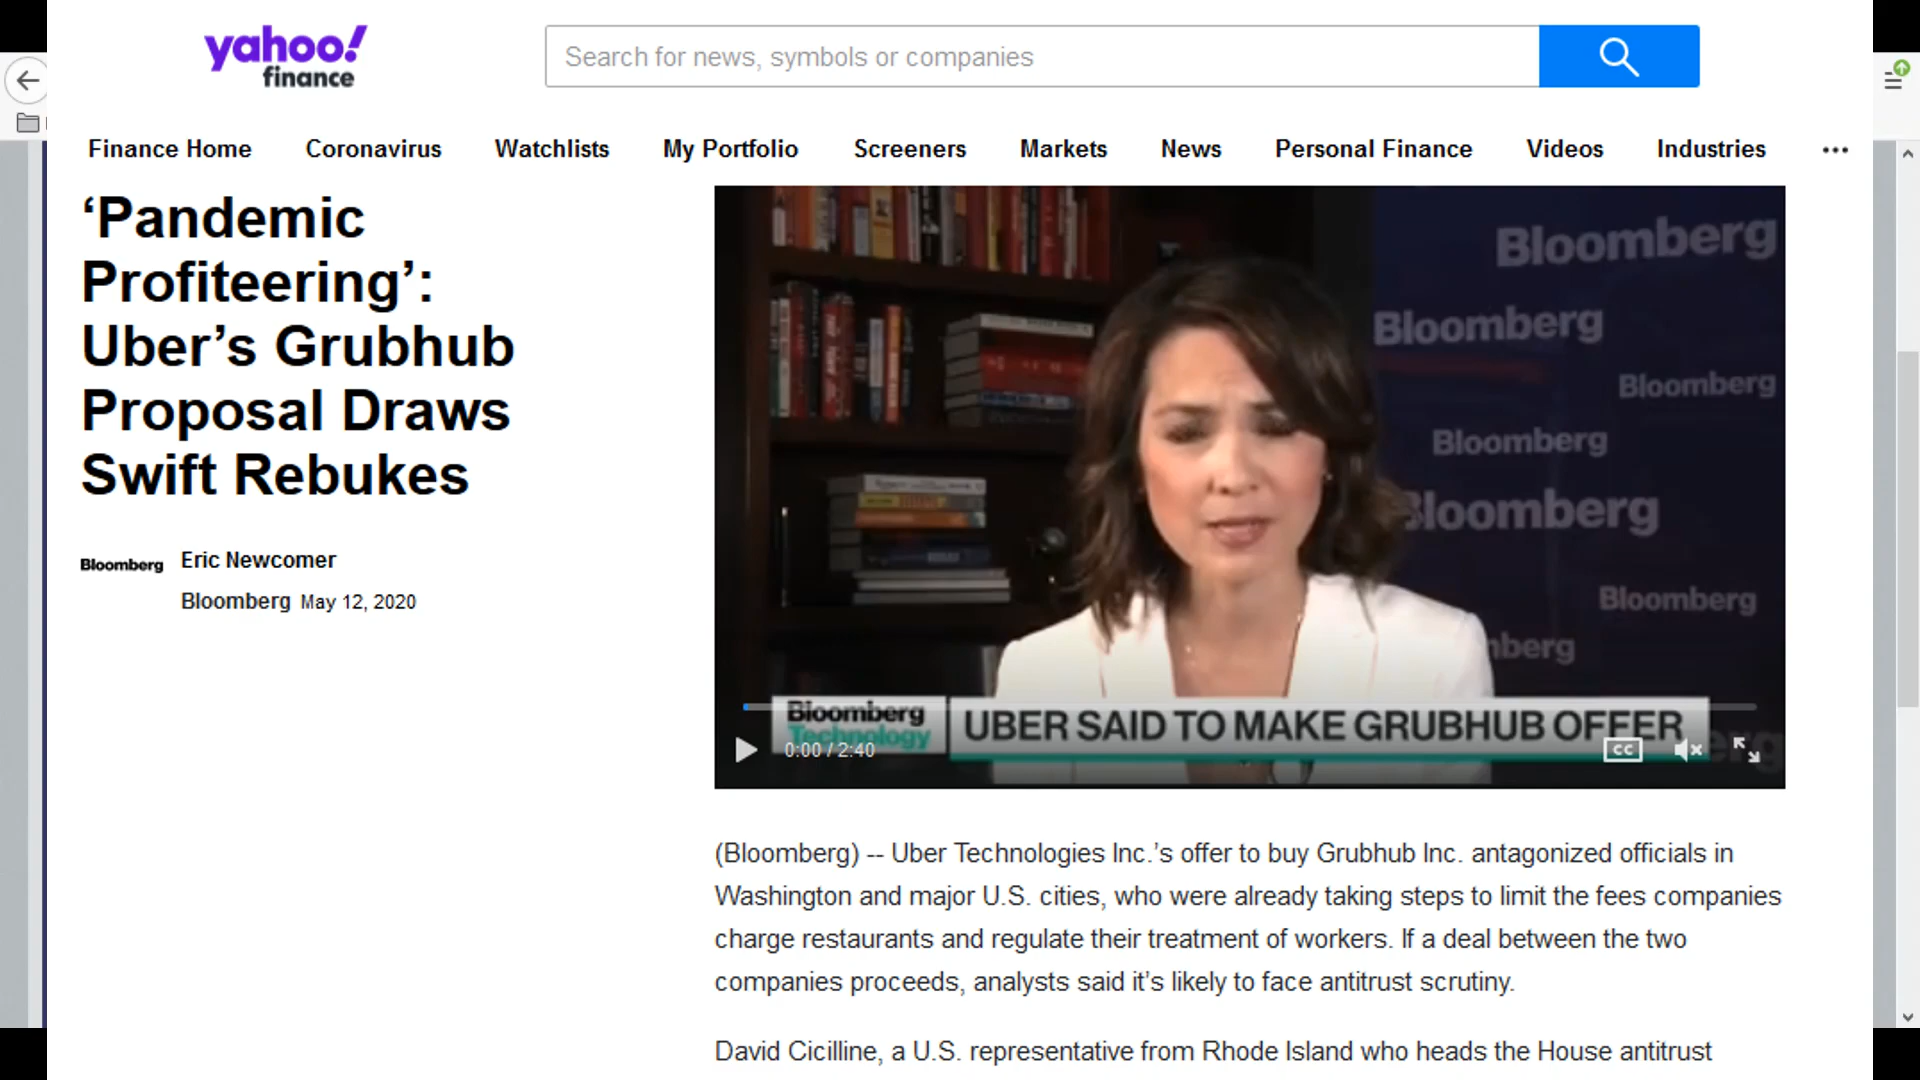 yahoo!
finance
Search for news, symbols or companies
Finance Home Coronavirus Watchlists My Portfolio Screeners Markets News Personal Finance Videos Industries
‘Pandemic
Profiteering’:
Uber’s Grubhub
Proposal Draws
Swift Rebukes
Bloomberg Eric Newcomer
Bloomberg May 12, 2020
Bloomberg
Bloomberg
Bloomberg
Bloomberg
Bloomberg
Bloomberg
mberg
Bloomberg
Technology
UBER SAID TO MAKE GRUBHUB OFFER
0:00 / 2:40
CC
(Bloomberg) -- Uber Technologies Inc.’s offer to buy Grubhub Inc. antagonized officials in
Washington and major U.S. cities, who were already taking steps to limit the fees companies
charge restaurants and regulate their treatment of workers. If a deal between the two
companies proceeds, analysts said it’s likely to face antitrust scrutiny.
David Cicilline, a U.S. representative from Rhode Island who heads the House antitrust